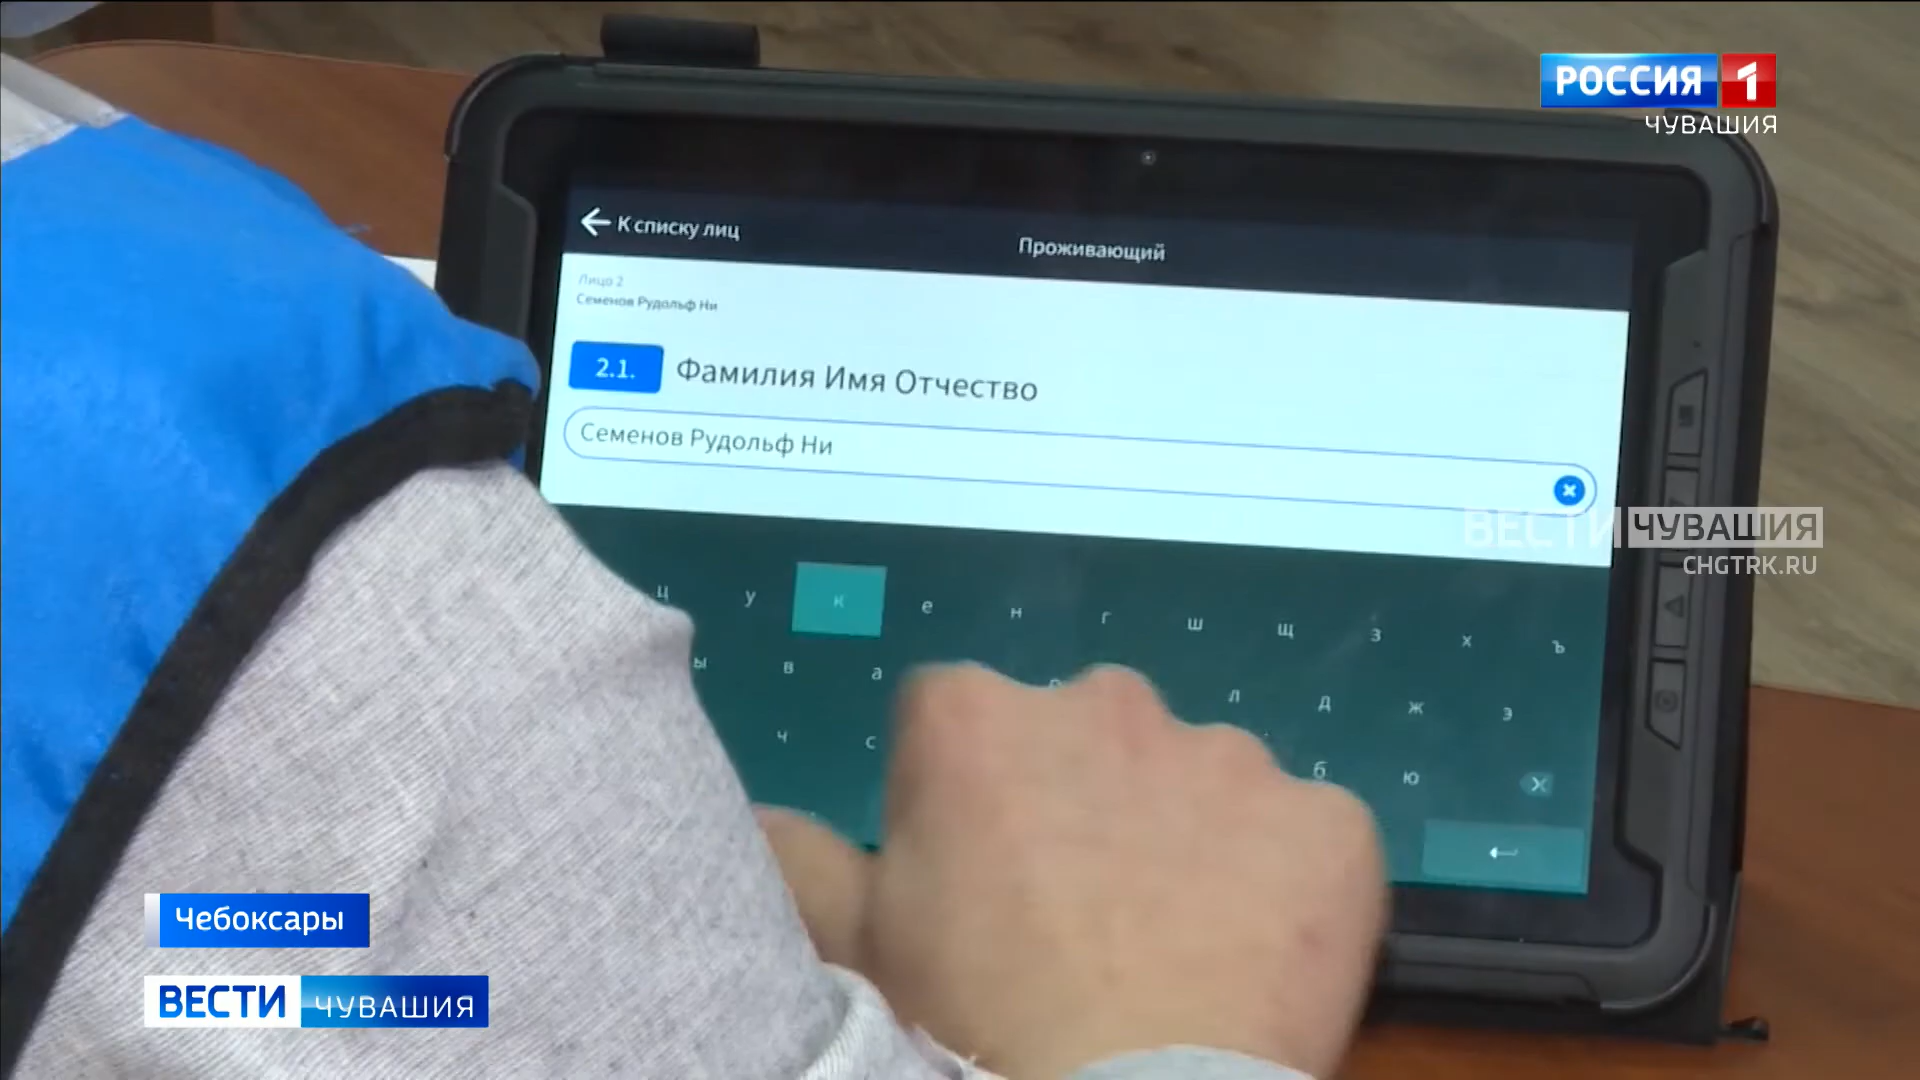 РОССИЯ 1
ЧУВАШИЯ
К списку лиц
Проживающий
Лицо 2
Семенов Рудольф Ни
2.1. Фамилия Имя Отчество
Семенов Рудольф Ни
ВЕСТИ ЧУВАШИЯ
CHGTRK.RU
ц у к е н г ш щ з х ъ
ы в а л д ж э
ч с б ю
Чебоксары
ВЕСТИ ЧУВАШИЯ